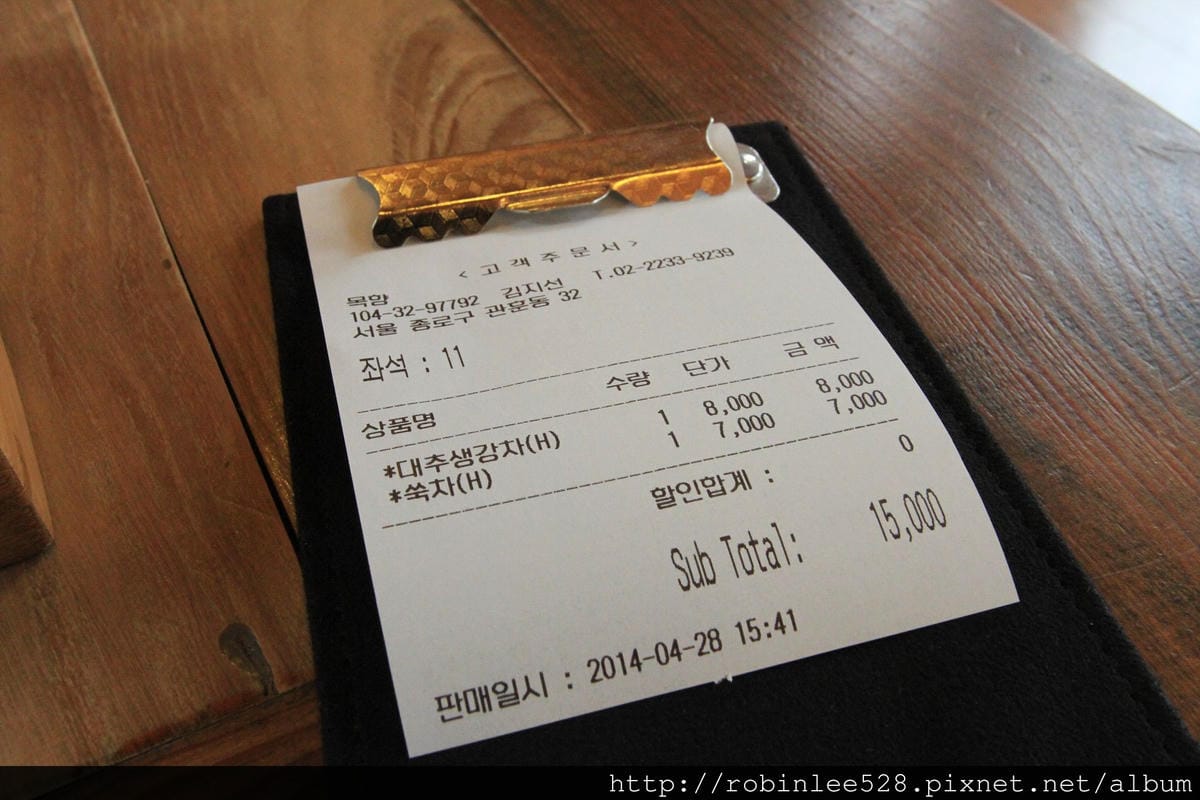 < 고 객 주 문 서 >
목향
104-32-97792 김지선 T.02-2233-9239
서울 종로구 관훈동 32
좌석 : 11
상품명 수량 단가 금 액
*대추생강차(H) 1 8,000 8,000
*쑥차(H) 1 7,000 7,000
할인합계 : 0
Sub Total: 15,000
판매일시 : 2014-04-28 15:41
http://robinlee528.pixnet.net/album